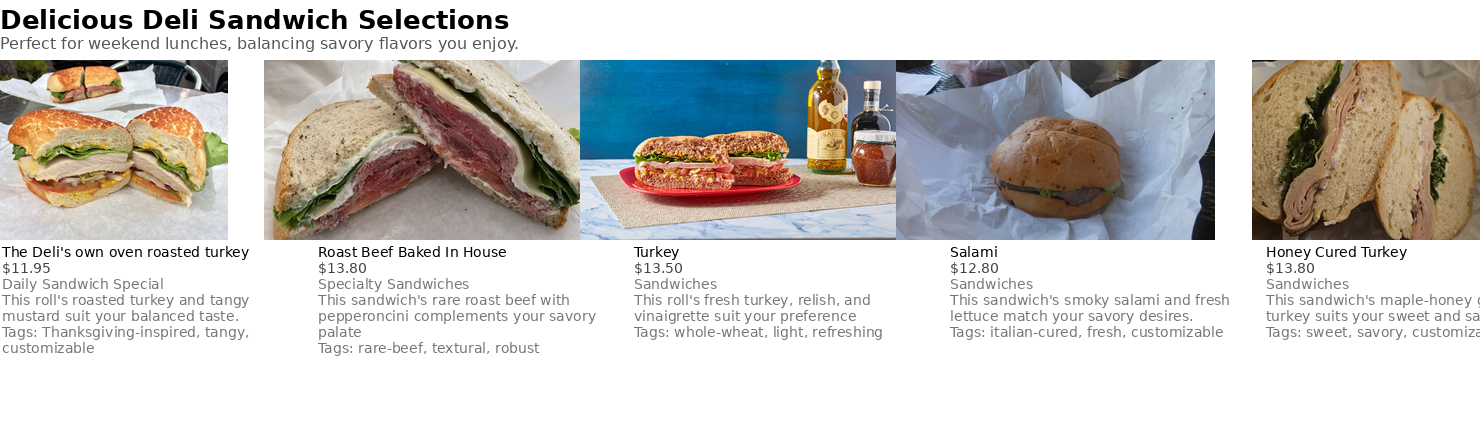 Delicious Deli Sandwich Selections
Perfect for weekend lunches, balancing savory flavors you enjoy.
The Deli's own oven roasted turkey
$11.95
Daily Sandwich Special
This roll's roasted turkey and tangy
mustard suit your balanced taste.
Tags: Thanksgiving-inspired, tangy,
customizable
Roast Beef Baked In House
$13.80
Specialty Sandwiches
This sandwich's rare roast beef with
pepperoncini complements your savory
palate
Tags: rare-beef, textural, robust
Turkey
$13.50
Sandwiches
This roll's fresh turkey, relish, and
vinaigrette suit your preference
Tags: whole-wheat, light, refreshing
Salami
$12.80
Sandwiches
This sandwich's smoky salami and fresh
lettuce match your savory desires.
Tags: italian-cured, fresh, customizable
Honey Cured Turkey
$13.80
Sandwiches
This sandwich's maple-honey
turkey suits your sweet and
Tags: sweet, savory,